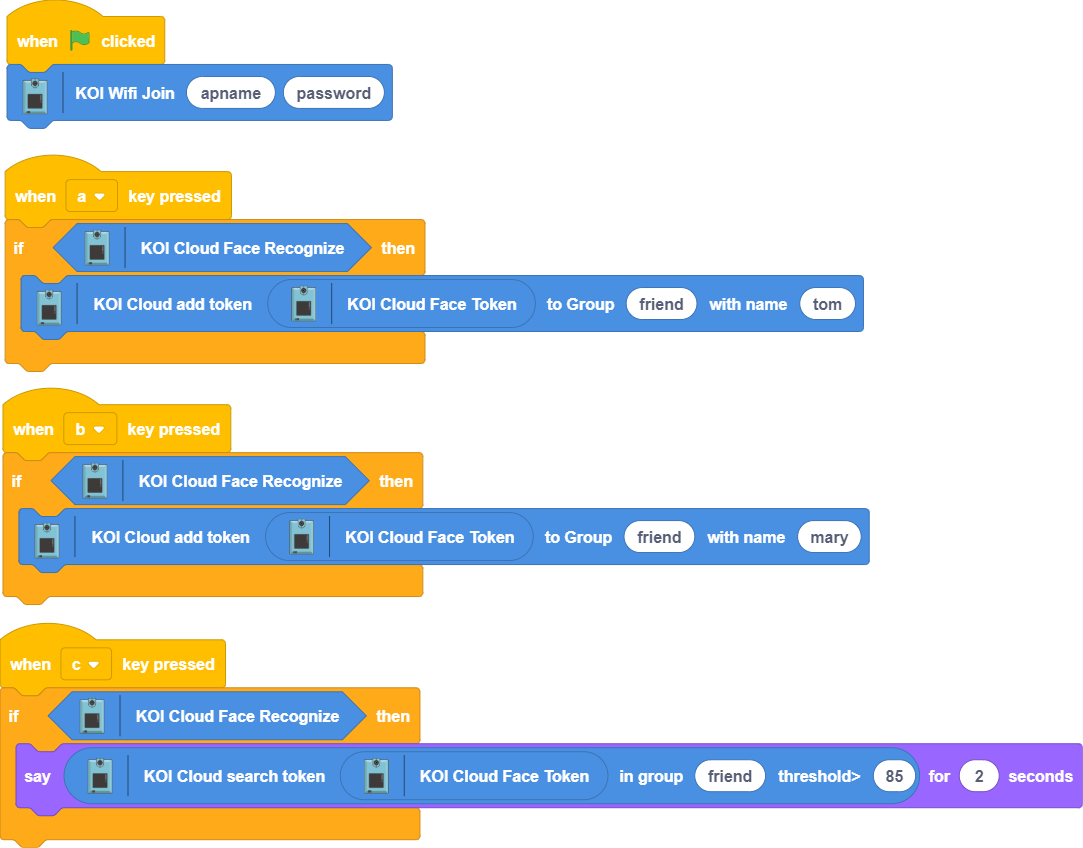 when clicked
KOI Wifi Join apname password
when a key pressed
if KOI Cloud Face Recognize then
KOI Cloud add token KOI Cloud Face Token to Group friend with name tom
when b key pressed
if KOI Cloud Face Recognize then
KOI Cloud add token KOI Cloud Face Token to Group friend with name mary
when c key pressed
if KOI Cloud Face Recognize then
say KOI Cloud search token KOI Cloud Face Token in group friend threshold> 85 for 2 seconds